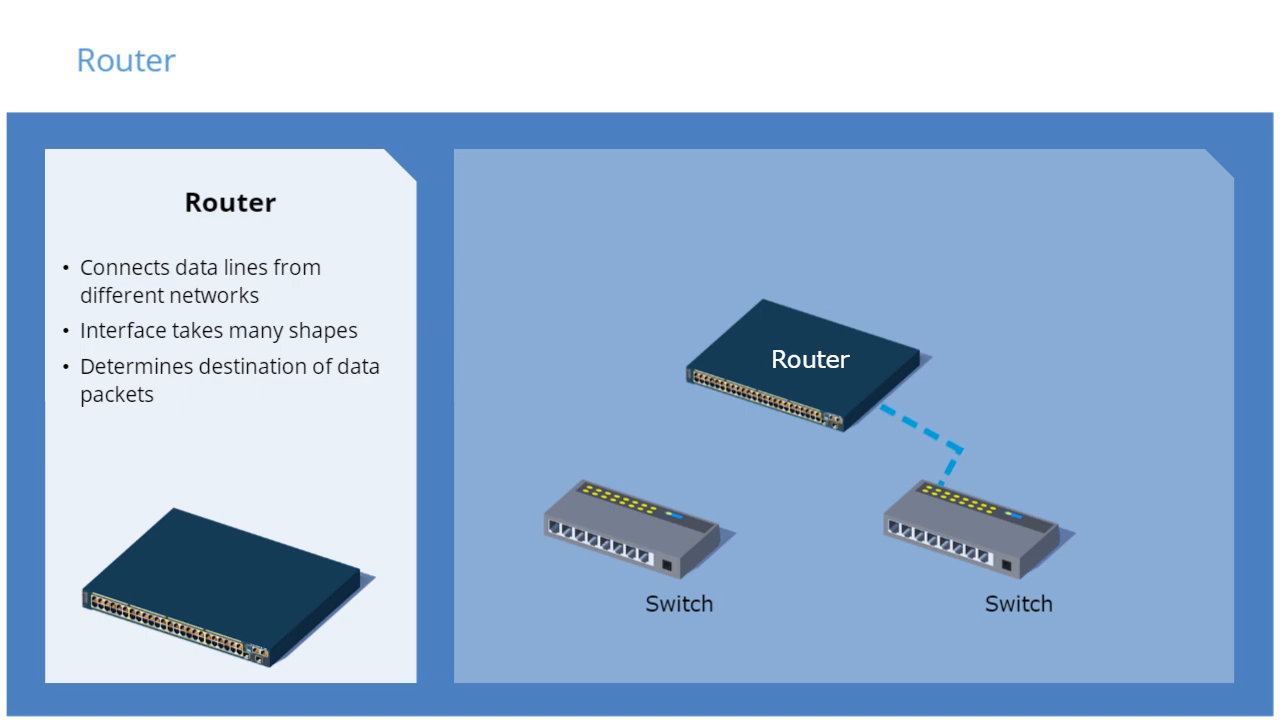 Router
Router
• Connects data lines from
different networks
• Interface takes many shapes
• Determines destination of data
packets
Router
Switch
Switch